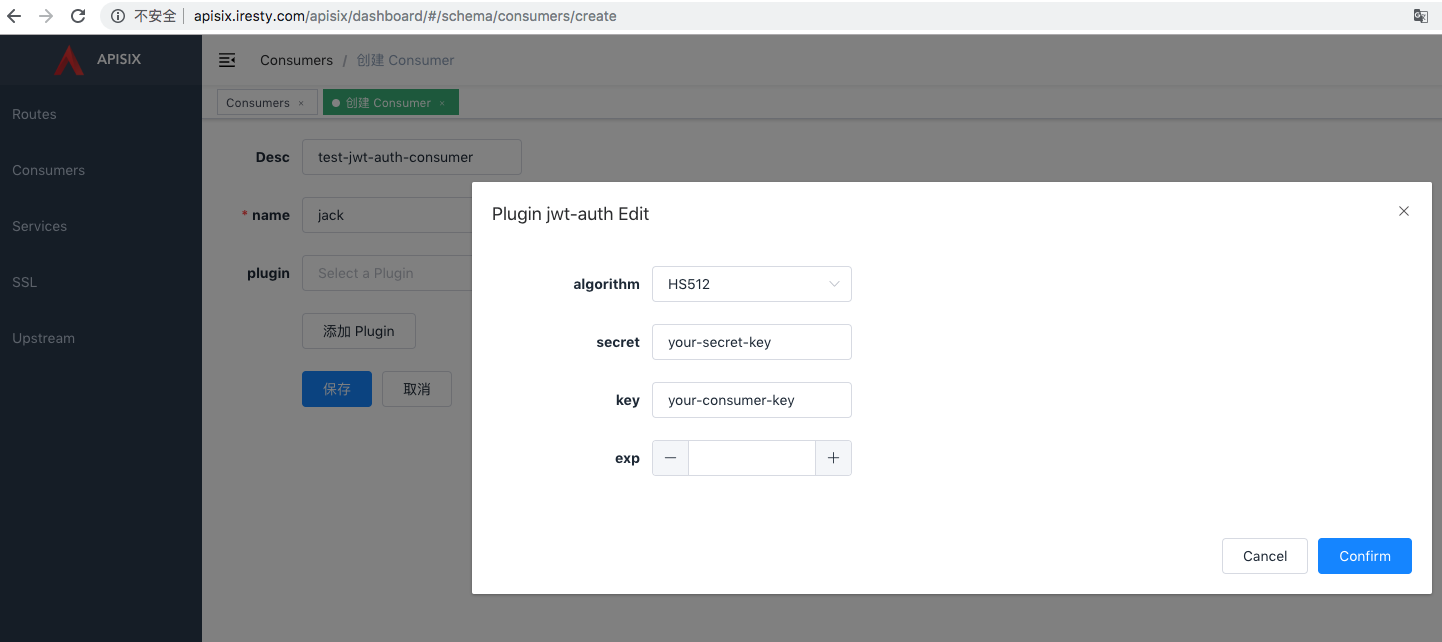 不安全 apisix.iresty.com/apisix/dashboard/#/schema/consumers/create
APISIX
Consumers / 创建 Consumer
Consumers ×
创建 Consumer ×
Routes
Consumers
Services
SSL
Upstream
Desc test-jwt-auth-consumer
* name jack
plugin Select a Plugin
添加 Plugin
保存 取消
Plugin jwt-auth Edit
algorithm HS512
secret your-secret-key
key your-consumer-key
exp
Cancel Confirm